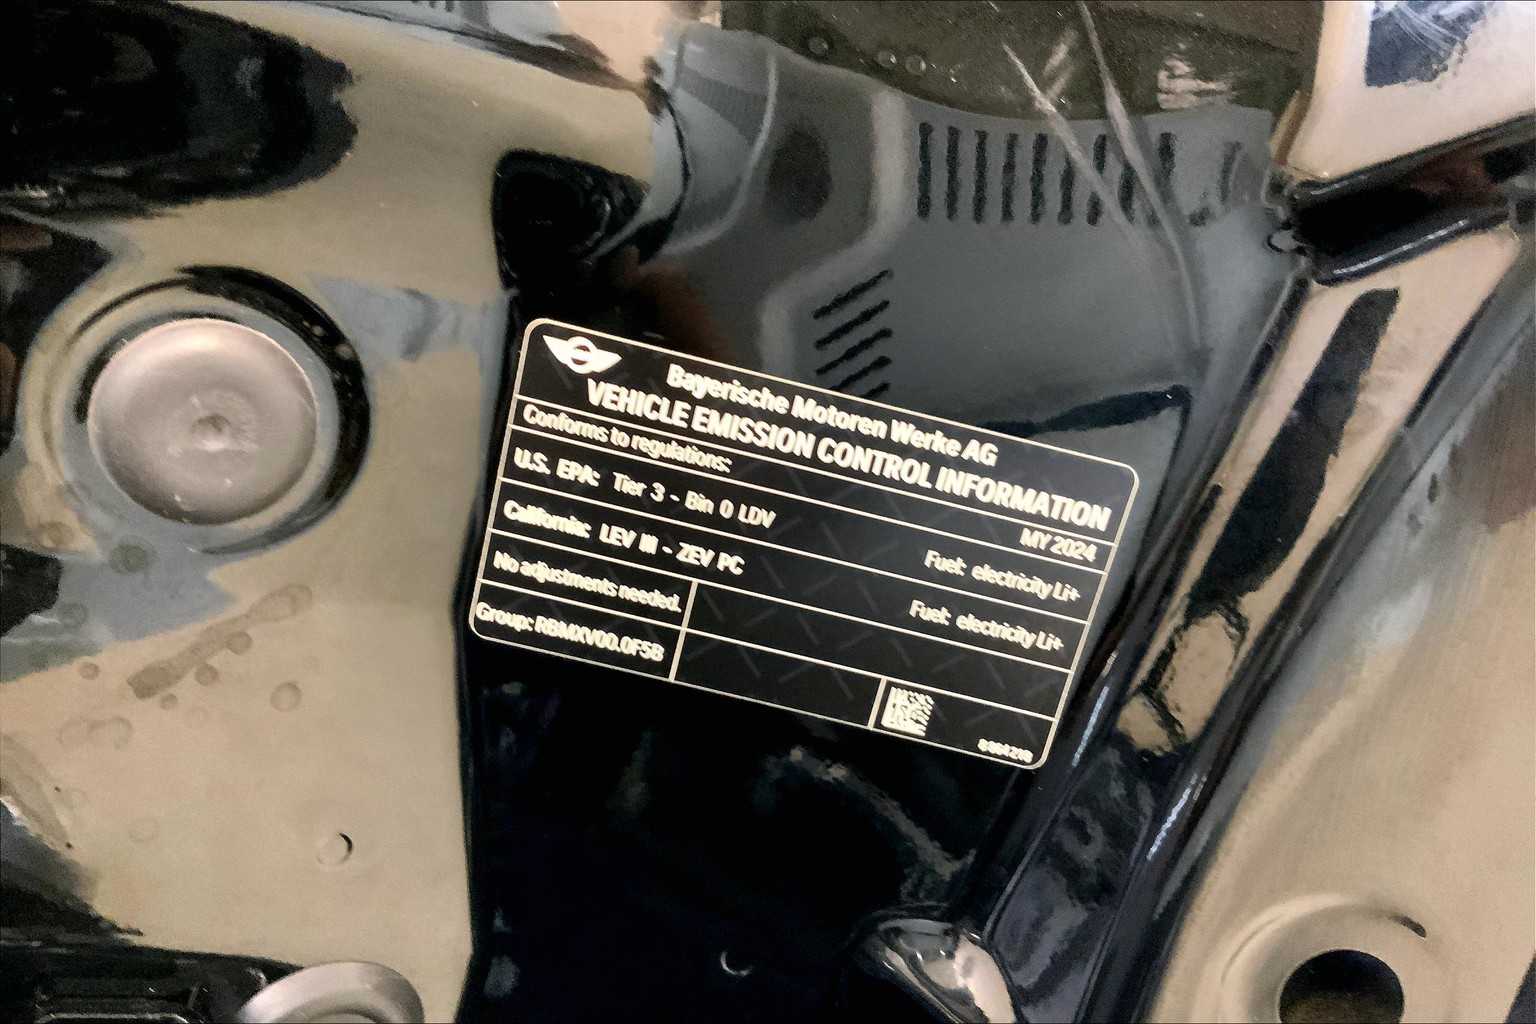 Bayerische Motoren Werke AG
VEHICLE EMISSION CONTROL INFORMATION
Conforms to regulations: MY 2024
U.S. EPA: Tier 3 - Bin 0 LDV Fuel: electricity Li+
California: LEV III - ZEV PC Fuel: electricity Li+
No adjustments needed.
Group: RBMXV00.0F5B